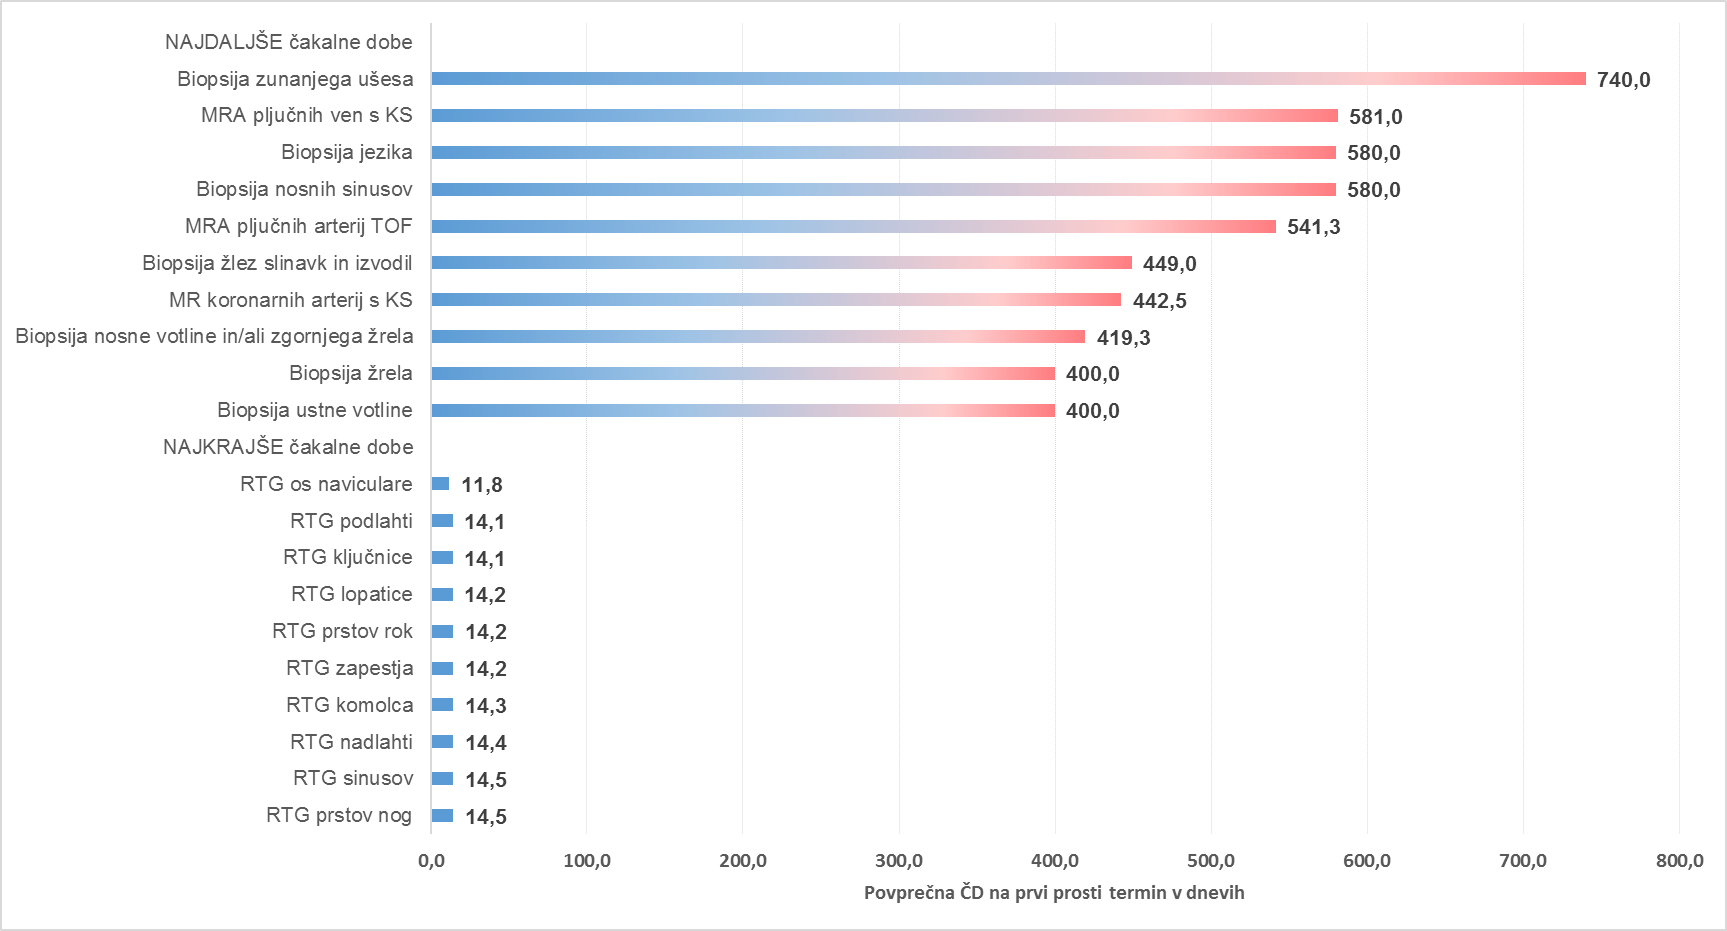 NAJDALJŠE čakalne dobe
Biopsija zunanjega ušesa 740,0
MRA pljučnih ven s KS 581,0
Biopsija jezika 580,0
Biopsija nosnih sinusov 580,0
MRA pljučnih arterij TOF 541,3
Biopsija žlez slinavk in izvodil 449,0
MR koronarnih arterij s KS 442,5
Biopsija nosne votline in/ali zgornjega žrela 419,3
Biopsija žrela 400,0
Biopsija ustne votline 400,0
NAJKRAJŠE čakalne dobe
RTG os naviculare 11,8
RTG podlahti 14,1
RTG ključnice 14,1
RTG lopatice 14,2
RTG prstov rok 14,2
RTG zapestja 14,2
RTG komolca 14,3
RTG nadlahti 14,4
RTG sinusov 14,5
RTG prstov nog 14,5
0,0 100,0 200,0 300,0 400,0 500,0 600,0 700,0 800,0
Povprečna ČD na prvi prosti termin v dnevih